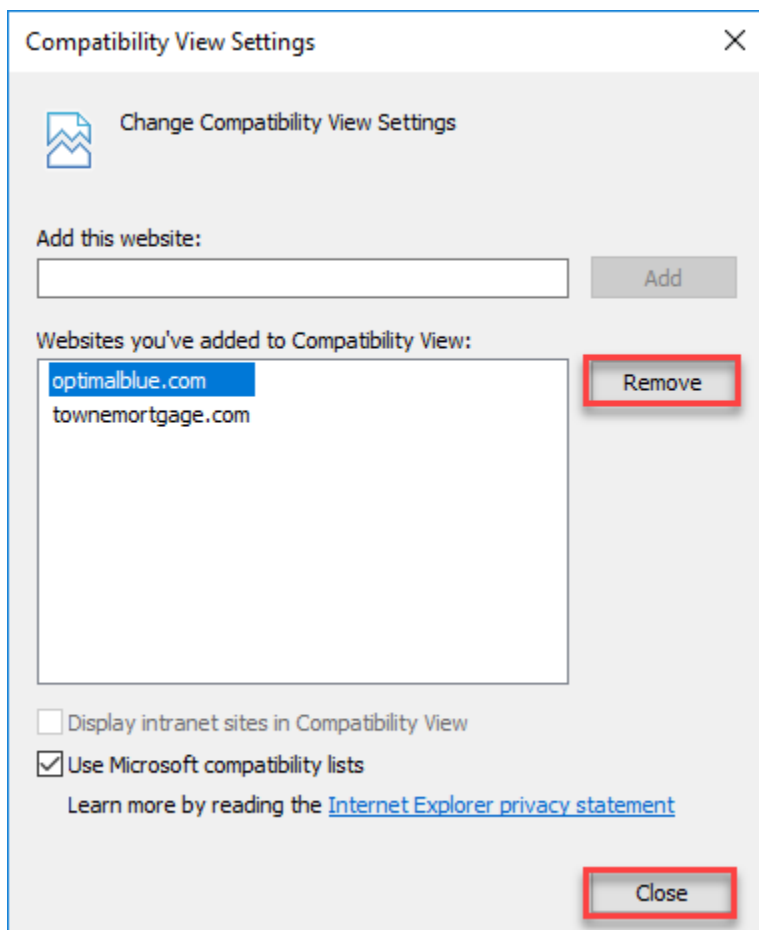 Compatibility View Settings
Change Compatibility View Settings
Add this website:
Add
Websites you've added to Compatibility View:
optimalblue.com
Remove
townemortgage.com
Display intranet sites in Compatibility View
Use Microsoft compatibility lists
Learn more by reading the Internet Explorer privacy statement
Close